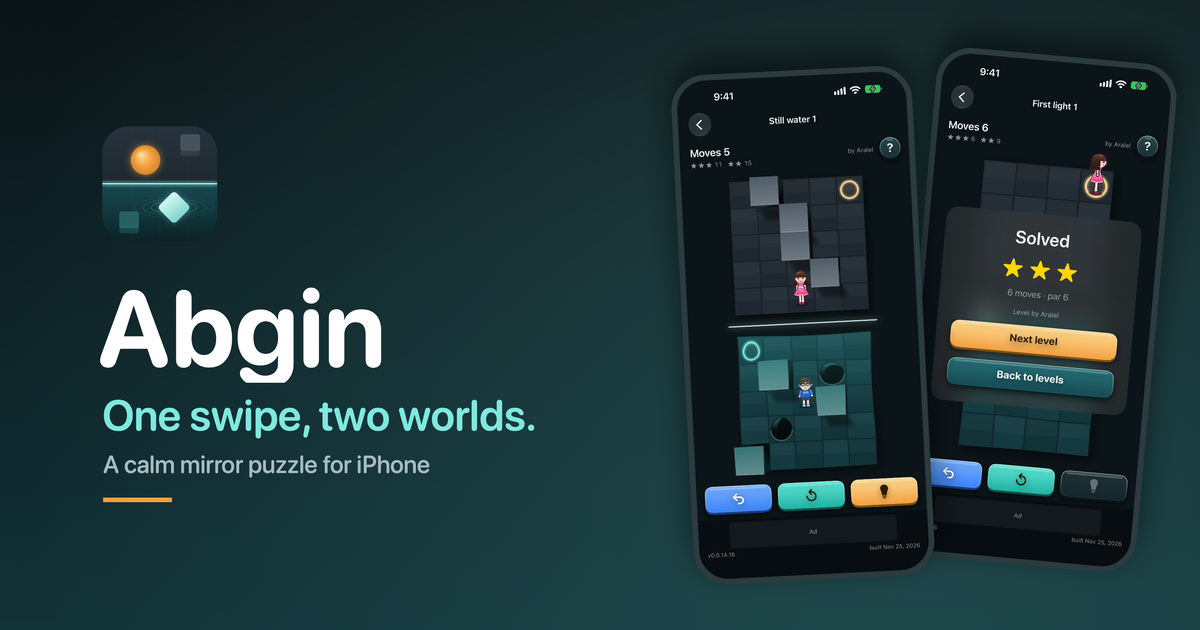 Abgin
One swipe, two worlds.
A calm mirror puzzle for iPhone
9:41
Still water 1
Moves 5
★★★ 11 ★★ 15
by Aralel
?
Ad
v0.0.14.16
built Nov 25, 2026
9:41
First light 1
Moves 6
★★★ 6 ★★ 9
by Aralel
?
Solved
6 moves · par 6
Level by Aralel
Next level
Back to levels
Ad
built Nov 25, 2026